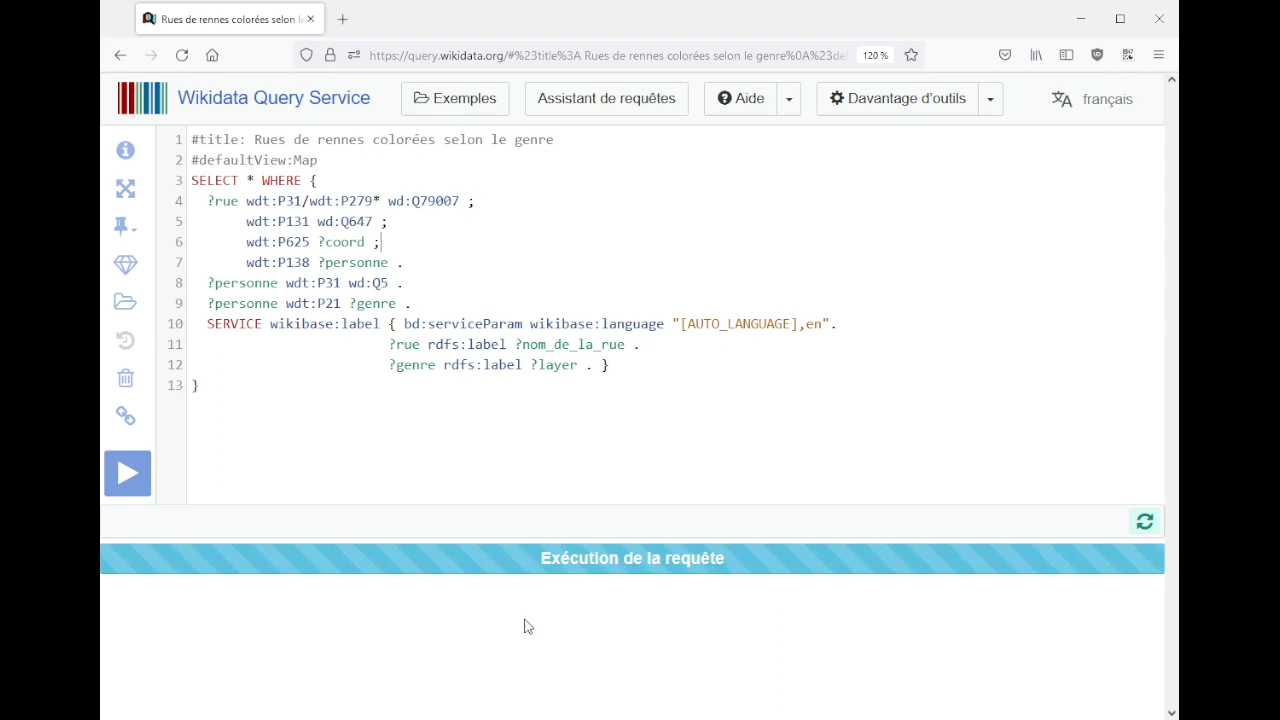 Rues de rennes colorées selon le
https://query.wikidata.org/#%23title%3A Rues de rennes colorées selon le genre%0A%23def
120%
Wikidata Query Service
Exemples
Assistant de requêtes
Aide
Davantage d'outils
français
1 #title: Rues de rennes colorées selon le genre
2 #defaultView:Map
3 SELECT * WHERE {
4 ?rue wdt:P31/wdt:P279* wd:Q79007 ;
5 wdt:P131 wd:Q647 ;
6 wdt:P625 ?coord ;
7 wdt:P138 ?personne .
8 ?personne wdt:P31 wd:Q5 .
9 ?personne wdt:P21 ?genre .
10 SERVICE wikibase:label { bd:serviceParam wikibase:language "[AUTO_LANGUAGE],en".
11 ?rue rdfs:label ?nom_de_la_rue .
12 ?genre rdfs:label ?layer . }
13 }
Exécution de la requête